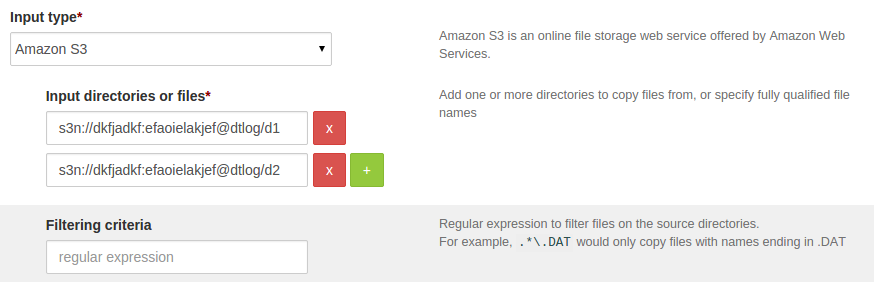 Input type*
Amazon S3
Amazon S3 is an online file storage web service offered by Amazon Web
Services.
Input directories or files*
Add one or more directories to copy files from, or specify fully qualified file
names
s3n://dkfjadkf:efaoielakjef@dtlog/d1
x
s3n://dkfjadkf:efaoielakjef@dtlog/d2
x
+
Filtering criteria
regular expression
Regular expression to filter files on the source directories.
For example, .*\.DAT would only copy files with names ending in .DAT